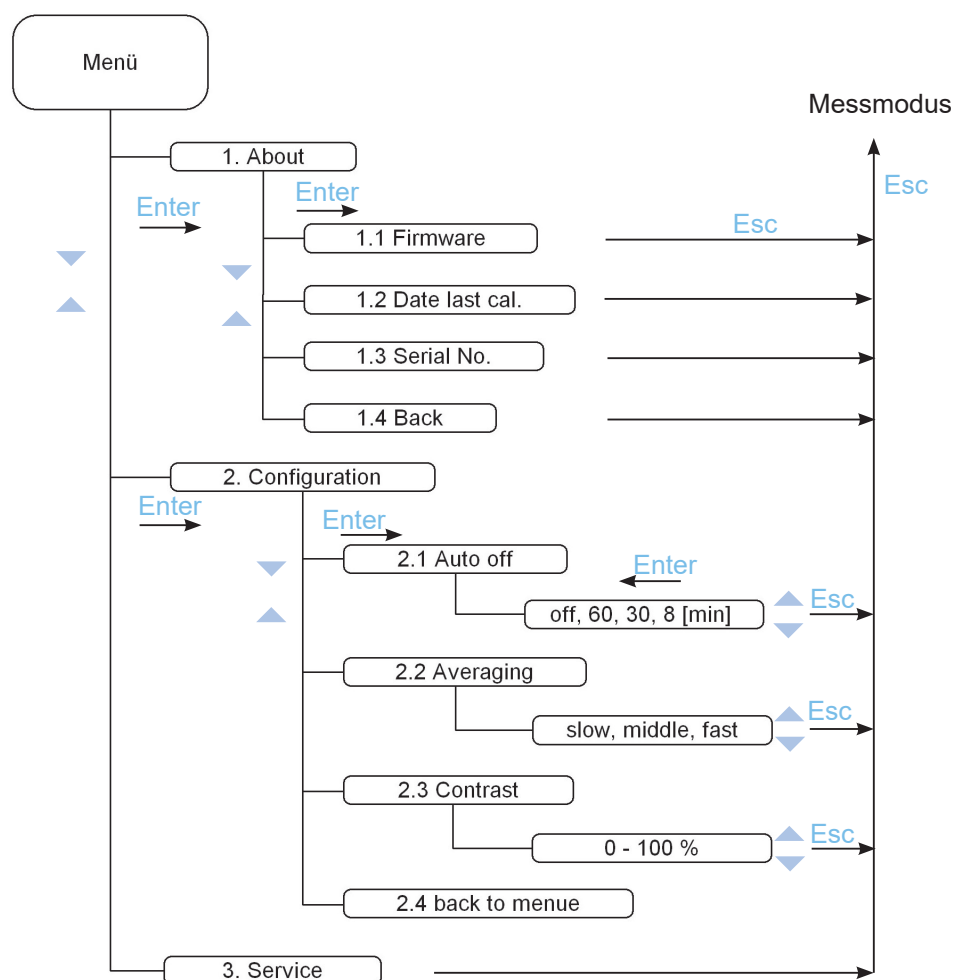 Menü
Messmodus
1. About
Esc
Enter
Enter
Esc
1.1 Firmware
1.2 Date last cal.
1.3 Serial No.
1.4 Back
2. Configuration
Enter
Enter
2.1 Auto off
Enter
off, 60, 30, 8 [min]
Esc
2.2 Averaging
slow, middle, fast
Esc
2.3 Contrast
0 - 100 %
Esc
2.4 back to menue
3. Service